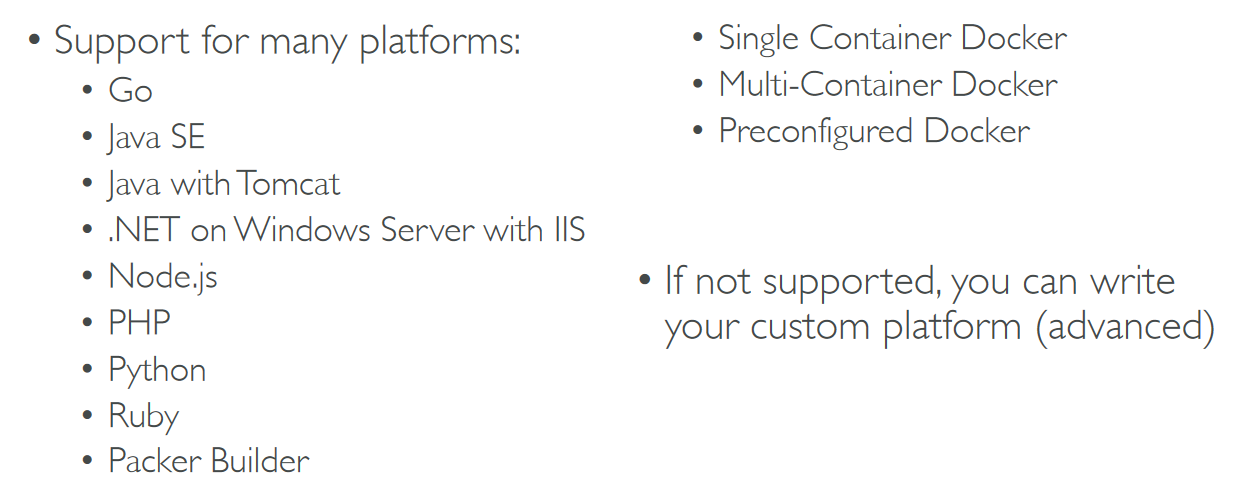 • Support for many platforms:
• Go
• Java SE
• Java with Tomcat
• .NET on Windows Server with IIS
• Node.js
• PHP
• Python
• Ruby
• Packer Builder
• Single Container Docker
• Multi-Container Docker
• Preconfigured Docker
• If not supported, you can write
your custom platform (advanced)